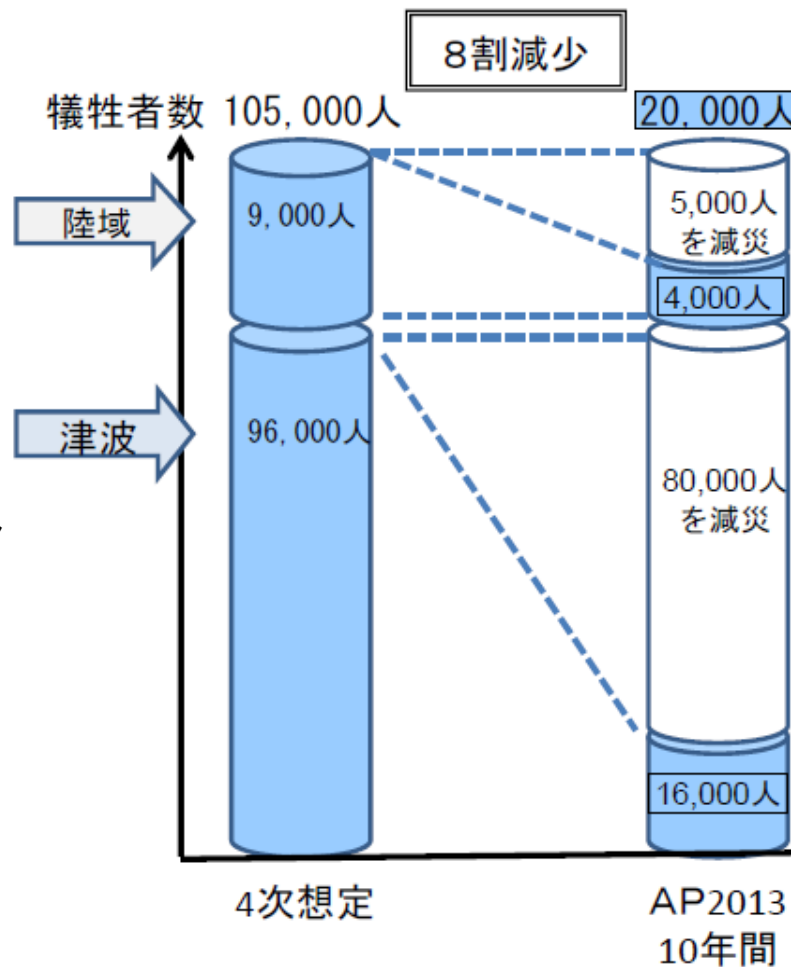 8割減少
犠牲者数 105,000人
20,000人
陸域
9,000人
5,000人
を減災
4,000人
津波
96,000人
80,000人
を減災
16,000人
4次想定
AP2013
10年間